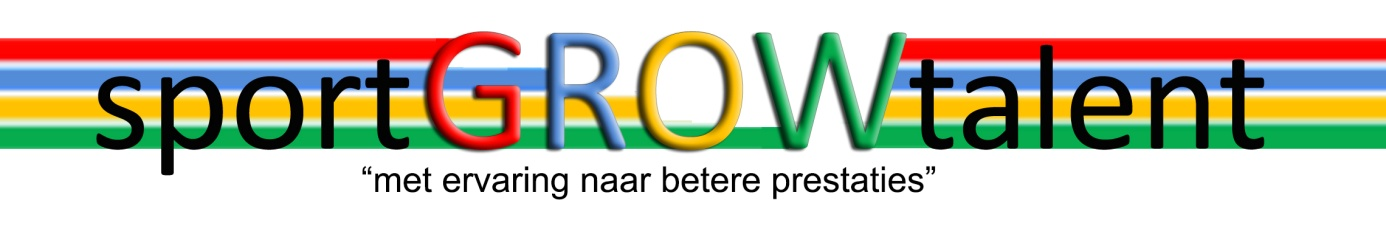 sportGROWtalent
“met ervaring naar betere prestaties”